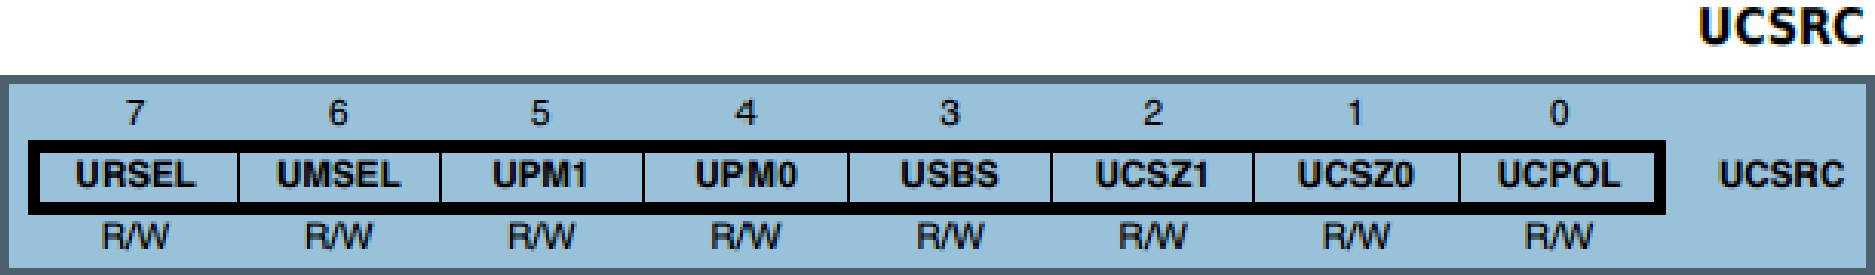 UCSRC
7 6 5 4 3 2 1 0
URSEL UMSEL UPM1 UPM0 USBS UCSZ1 UCSZ0 UCPOL UCSRC
R/W R/W R/W R/W R/W R/W R/W R/W